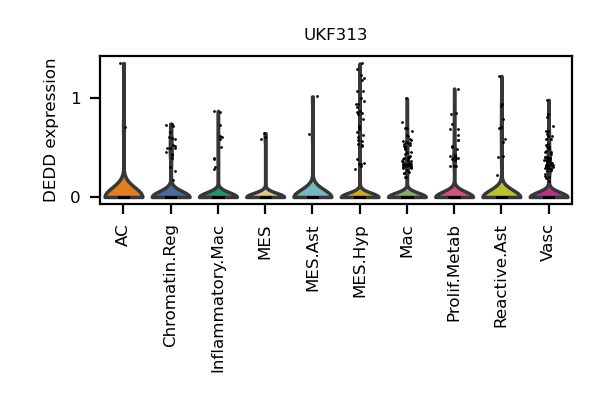 UKF313
DEDD expression
1
0
AC
Chromatin.Reg
Inflammatory.Mac
MES
MES.Ast
MES.Hyp
Mac
Prolif.Metab
Reactive.Ast
Vasc